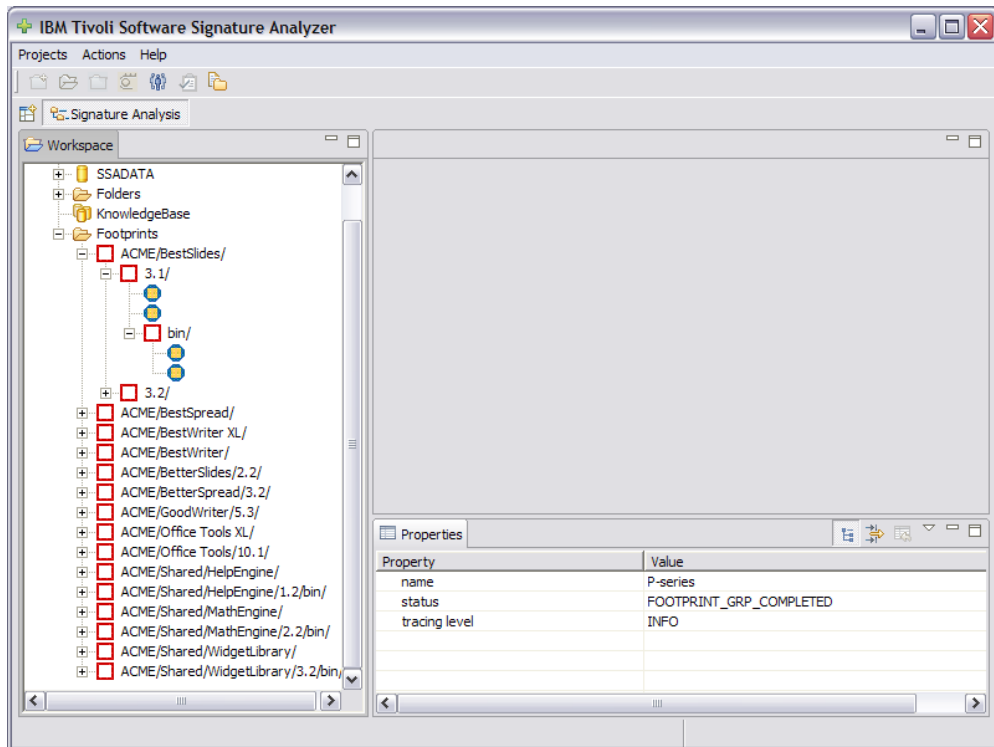 IBM Tivoli Software Signature Analyzer
Projects Actions Help
Signature Analysis
Workspace
SSADATA
Folders
KnowledgeBase
Footprints
ACME/BestSlides/
3.1/
bin/
3.2/
ACME/BestSpread/
ACME/BestWriter XL/
ACME/BestWriter/
ACME/BetterSlides/2.2/
ACME/BetterSpread/3.2/
ACME/GoodWriter/5.3/
ACME/Office Tools XL/
ACME/Office Tools/10.1/
ACME/Shared/HelpEngine/
ACME/Shared/HelpEngine/1.2/bin/
ACME/Shared/MathEngine/
ACME/Shared/MathEngine/2.2/bin/
ACME/Shared/WidgetLibrary/
ACME/Shared/WidgetLibrary/3.2/bin/
Properties
Property Value
name P-series
status FOOTPRINT_GRP_COMPLETED
tracing level INFO